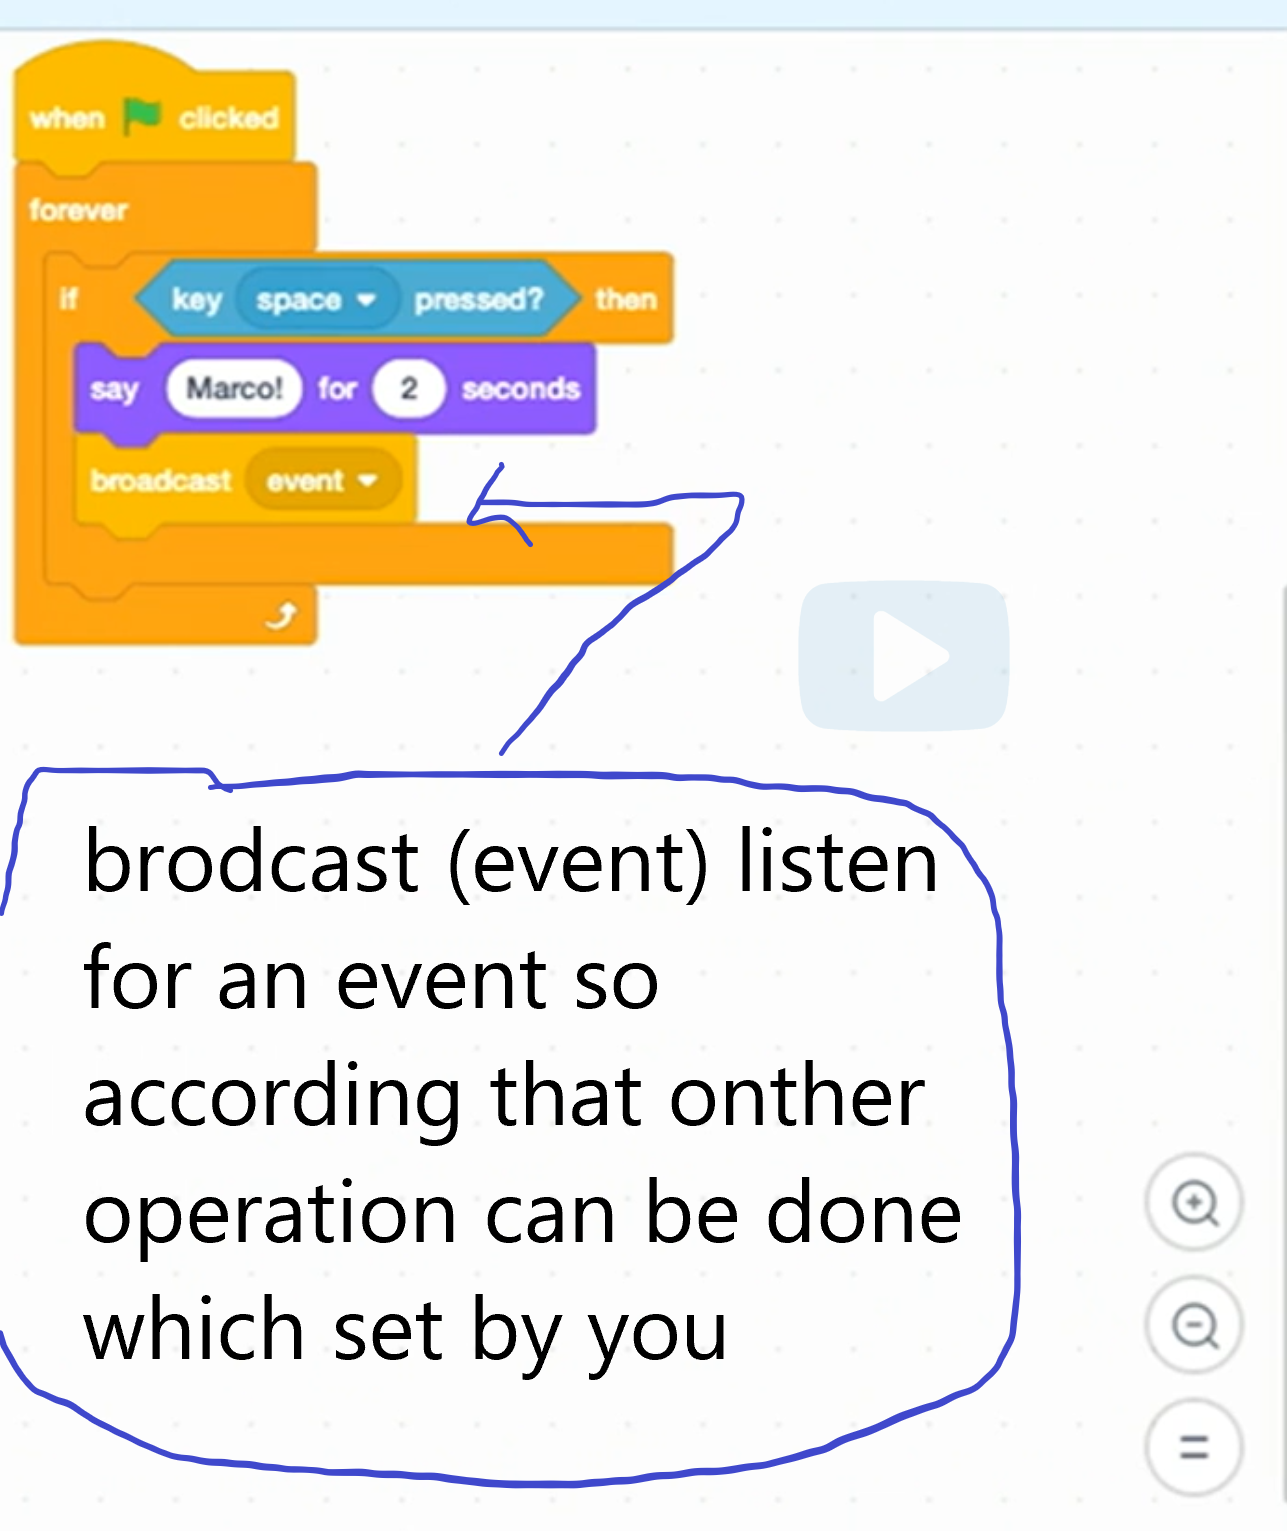 when clicked
forever
if key space pressed? then
say Marco! for 2 seconds
broadcast event
brodcast (event) listen
for an event so
according that onther
operation can be done
which set by you